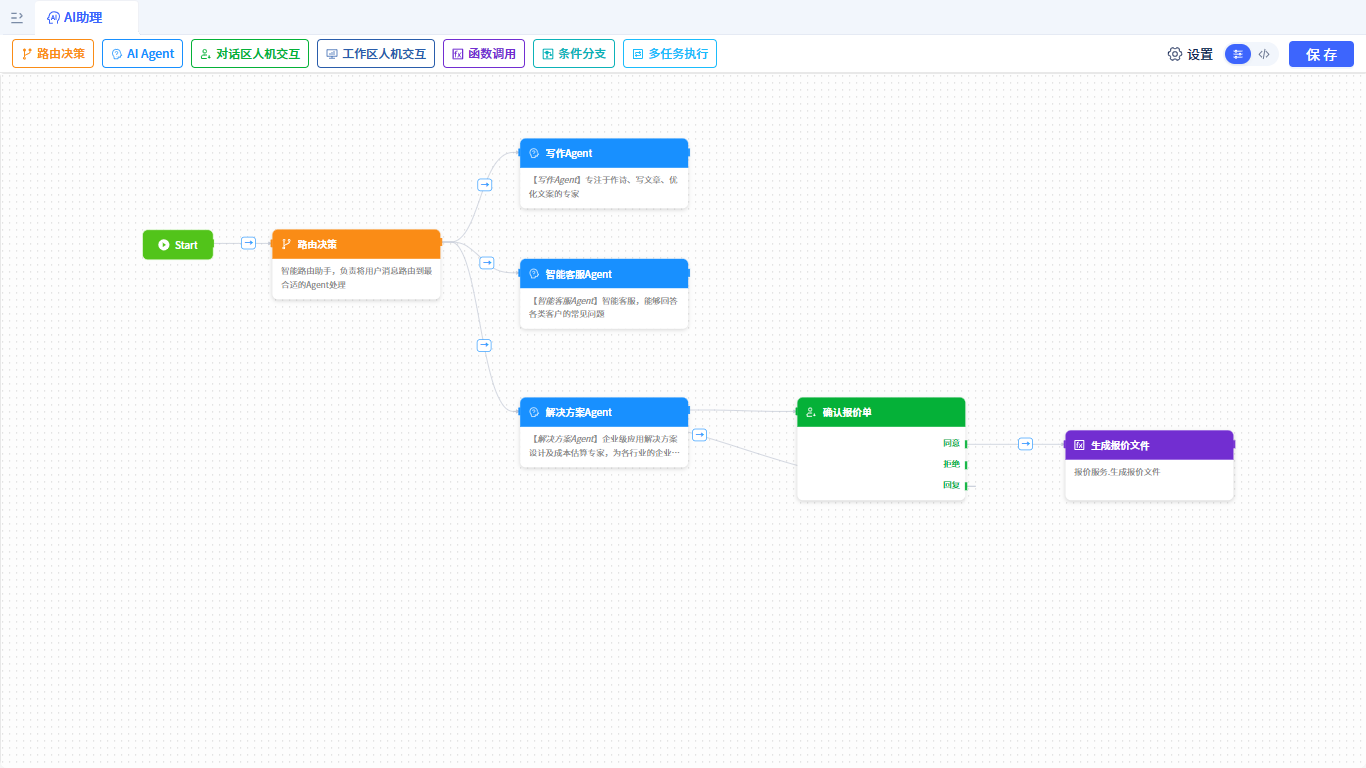 AI助理
路由决策
AI Agent
对话区人机交互
工作区人机交互
函数调用
条件分支
多任务执行
设置
保 存
写作Agent
【写作Agent】专注于作诗、写文章、优
化文案的专家
Start
路由决策
智能路由助手，负责将用户消息路由到最
合适的Agent处理
智能客服Agent
【智能客服Agent】智能客服，能够回答
各类客户的常见问题
解决方案Agent
【解决方案Agent】企业级应用解决方案
设计及成本估算专家，为各行业的企业…
确认报价单
同意
拒绝
回复
生成报价文件
报价服务.生成报价文件